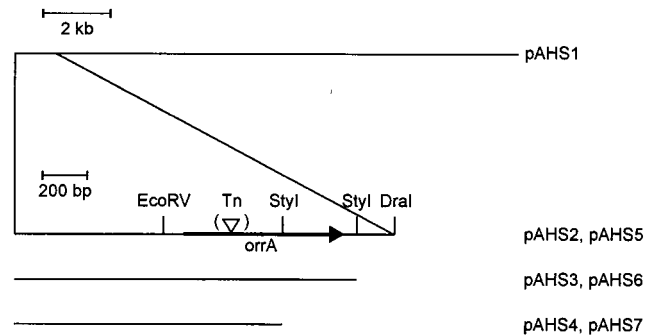 2 kb
pAHS1
200 bp
EcoRV Tn StyI StyI DraI
( )
orrA
pAHS2, pAHS5
pAHS3, pAHS6
pAHS4, pAHS7